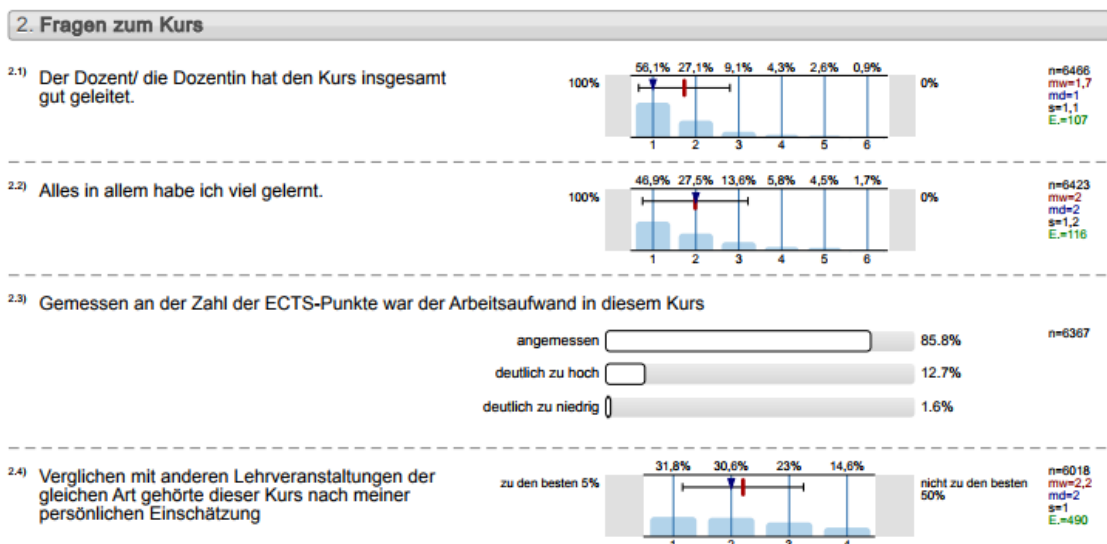 2. Fragen zum Kurs
2.1) Der Dozent/ die Dozentin hat den Kurs insgesamt
gut geleitet.
100%
56,1% 27,1% 9,1% 4,3% 2,6% 0,9%
0%
1 2 3 4 5 6
n=6466
mw=1,7
md=1
s=1,1
E.=107
2.2) Alles in allem habe ich viel gelernt.
100%
46,9% 27,5% 13,6% 5,8% 4,5% 1,7%
0%
1 2 3 4 5 6
n=6423
mw=2
md=2
s=1,2
E.=116
2.3) Gemessen an der Zahl der ECTS-Punkte war der Arbeitsaufwand in diesem Kurs
angemessen 85.8%
n=6367
deutlich zu hoch 12.7%
deutlich zu niedrig 1.6%
2.4) Verglichen mit anderen Lehrveranstaltungen der
gleichen Art gehörte dieser Kurs nach meiner
persönlichen Einschätzung
zu den besten 5%
31,8% 30,6% 23% 14,6%
nicht zu den besten
50%
1 2 3 4
n=6018
mw=2,2
md=2
s=1
E.=490